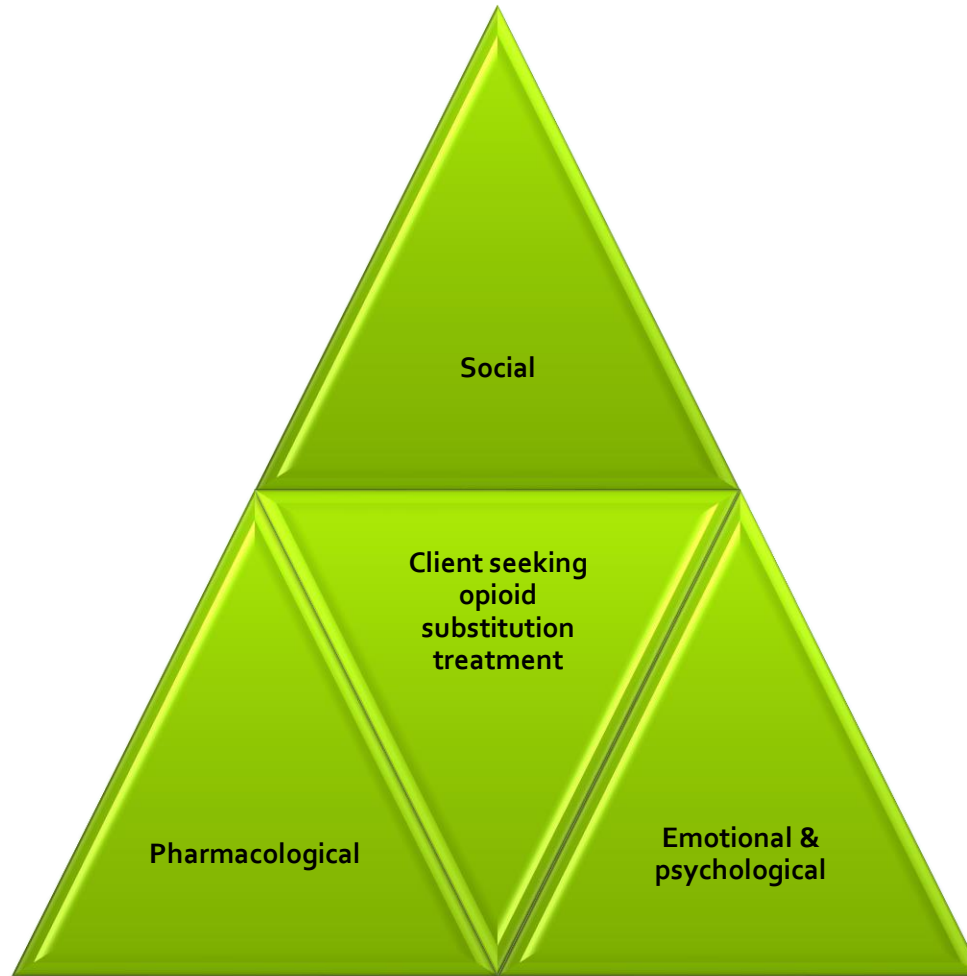 Social
Client seeking
opioid
substitution
treatment
Pharmacological
Emotional &
psychological